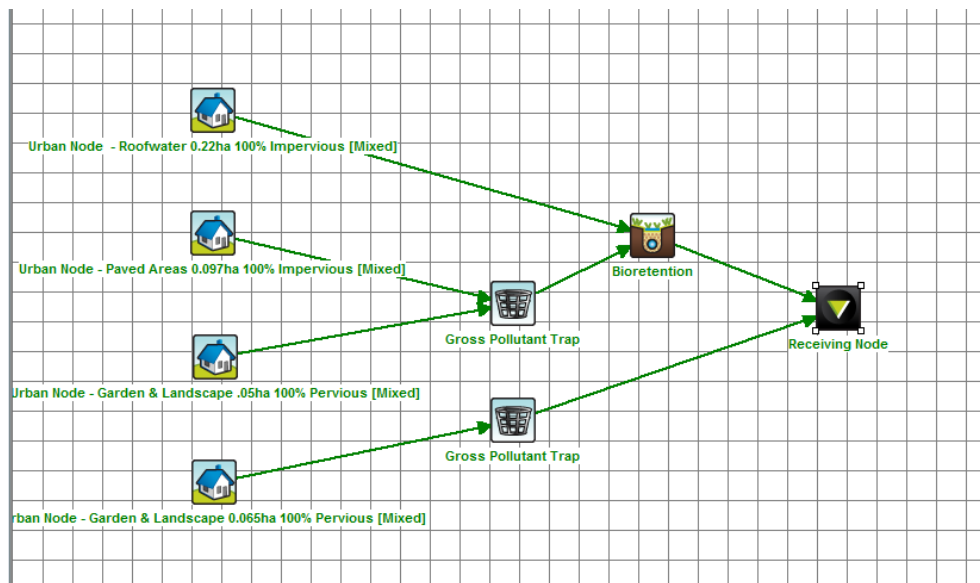 Urban Node - Roofwater 0.22ha 100% Impervious [Mixed]
Urban Node - Paved Areas 0.097ha 100% Impervious [Mixed]
Bioretention
Gross Pollutant Trap
Receiving Node
Urban Node - Garden & Landscape .05ha 100% Pervious [Mixed]
Gross Pollutant Trap
rban Node - Garden & Landscape 0.065ha 100% Pervious [Mixed]